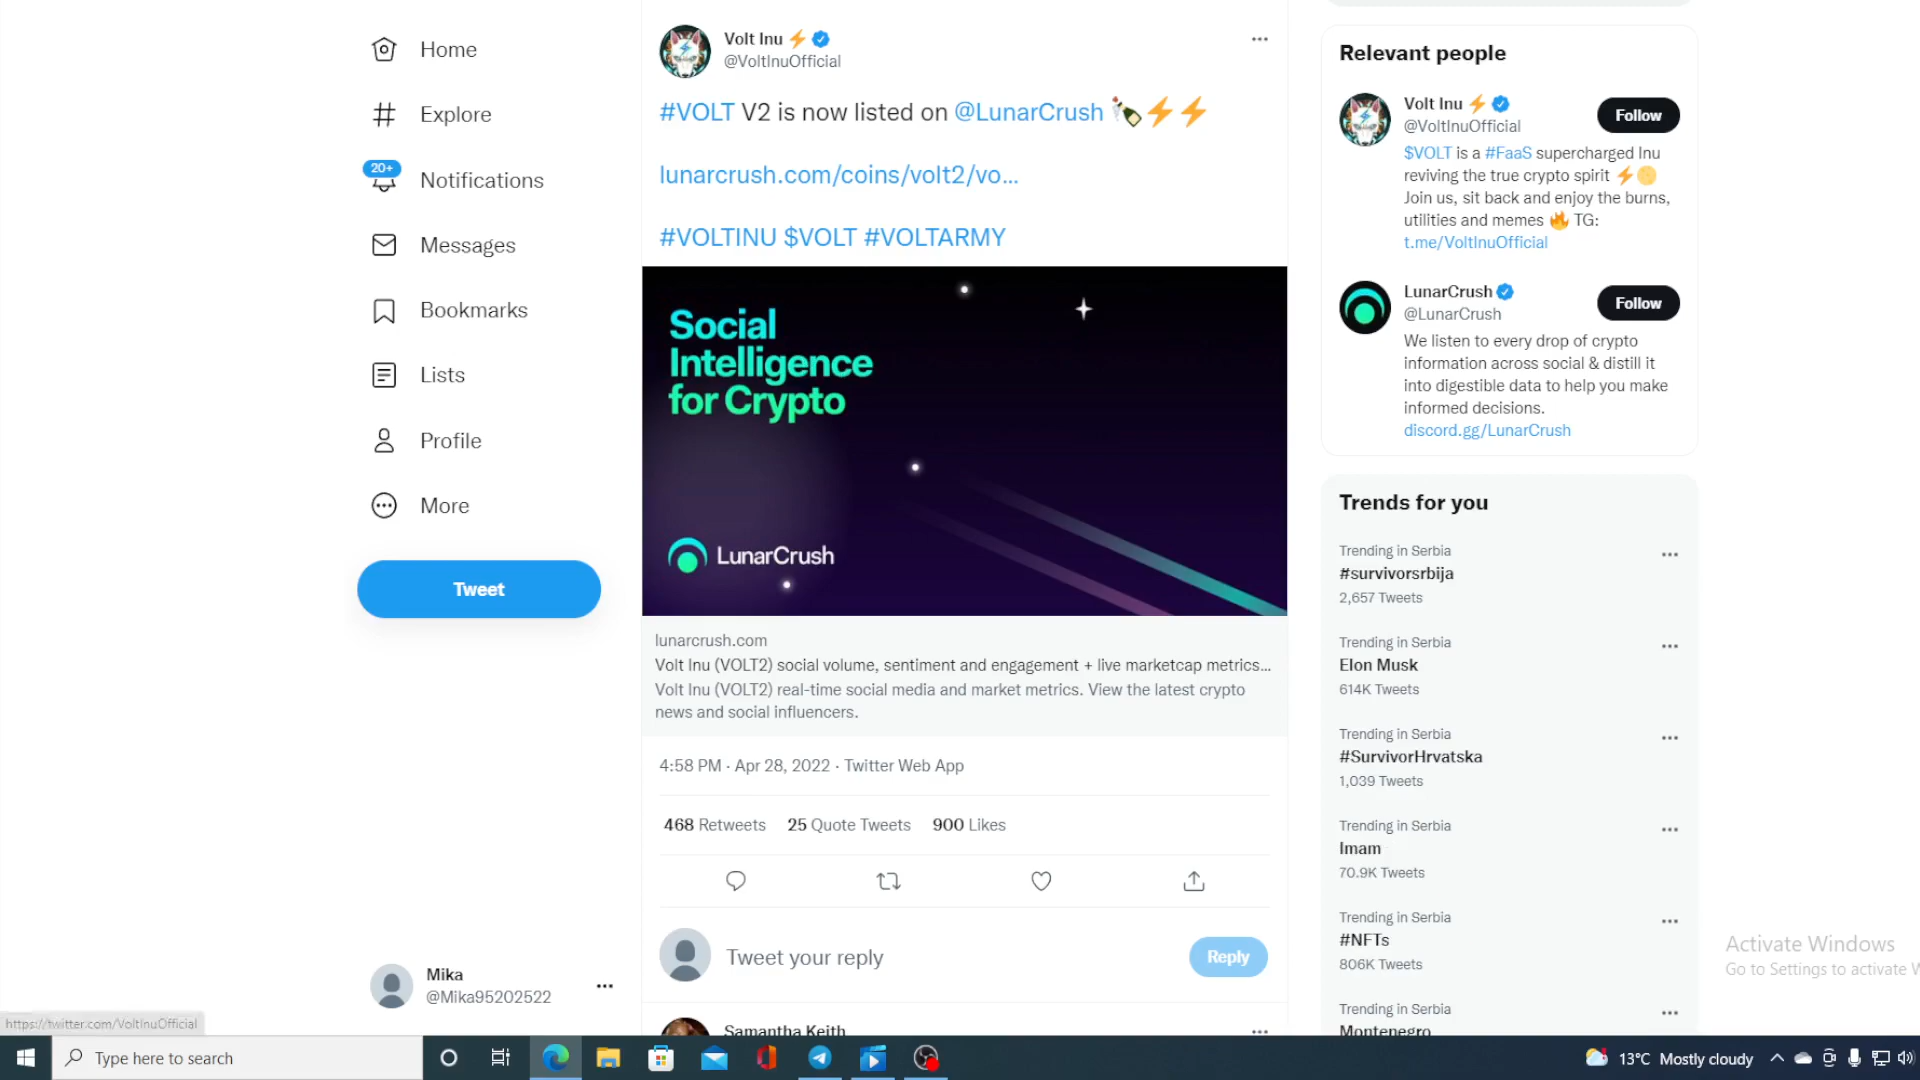 Home
Explore
20+
Notifications
Messages
Bookmarks
Lists
Profile
More
Tweet
Mika
@Mika95202522
https://twitter.com/VoltInuOfficial
Volt Inu ⚡
@VoltInuOfficial
#VOLT V2 is now listed on @LunarCrush 🍾⚡⚡
lunarcrush.com/coins/volt2/vo...
#VOLTINU $VOLT #VOLTARMY
Social
Intelligence
for Crypto
LunarCrush
lunarcrush.com
Volt Inu (VOLT2) social volume, sentiment and engagement + live marketcap metrics...
Volt Inu (VOLT2) real-time social media and market metrics. View the latest crypto
news and social influencers.
4:58 PM · Apr 28, 2022 · Twitter Web App
468 Retweets 25 Quote Tweets 900 Likes
Tweet your reply
Reply
Samantha Keith
Relevant people
Volt Inu ⚡
@VoltInuOfficial
Follow
$VOLT is a #FaaS supercharged Inu
reviving the true crypto spirit ⚡🌕
Join us, sit back and enjoy the burns,
utilities and memes 🔥 TG:
t.me/VoltInuOfficial
LunarCrush
@LunarCrush
Follow
We listen to every drop of crypto
information across social & distill it
into digestible data to help you make
informed decisions.
discord.gg/LunarCrush
Trends for you
Trending in Serbia
#survivorsrbija
2,657 Tweets
Trending in Serbia
Elon Musk
614K Tweets
Trending in Serbia
#SurvivorHrvatska
1,039 Tweets
Trending in Serbia
Imam
70.9K Tweets
Trending in Serbia
#NFTs
806K Tweets
Trending in Serbia
Montenegro
Activate Windows
Go to Settings to activate W
Type here to search
13°C Mostly cloudy